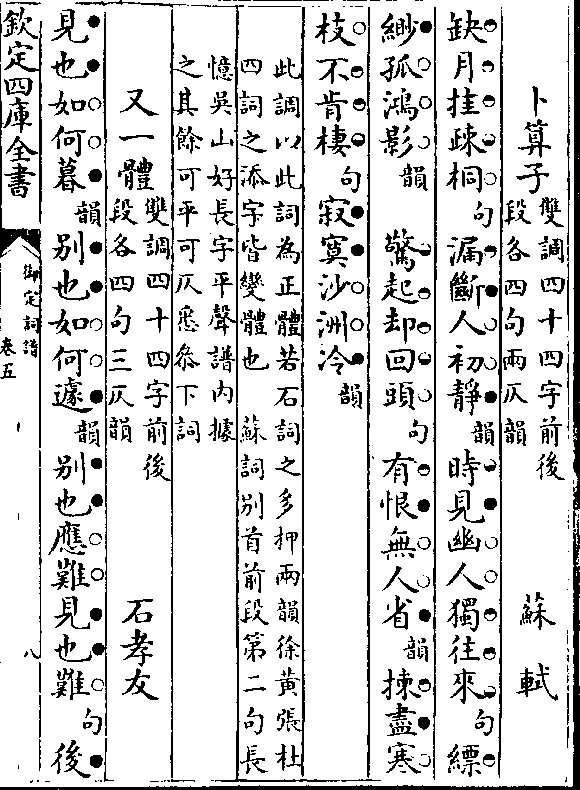 卜算子雙調四十四字前後段各四句兩仄韻　蘇軾
缺月挂疎桐句漏斷人初靜韻時見幽人獨往來句縹
緲孤鴻影韻　驚起却回頭句有恨無人省韻揀盡寒
枝不肯棲句寂寞沙洲冷韻
此調以此詞為正體若石詞之多押兩韻徐黃張杜
四詞之添字皆變體也　蘇詞别首前段第二句長
憶吳山好長字平聲譜内據
之其餘可平可仄悉叅下詞
又一體雙調四十四字前後段各四句三仄韻　石孝友
見也如何暮韻别也如何遽韻别也應難見也難句後
欽定四庫全書　御定詞譜卷五　八